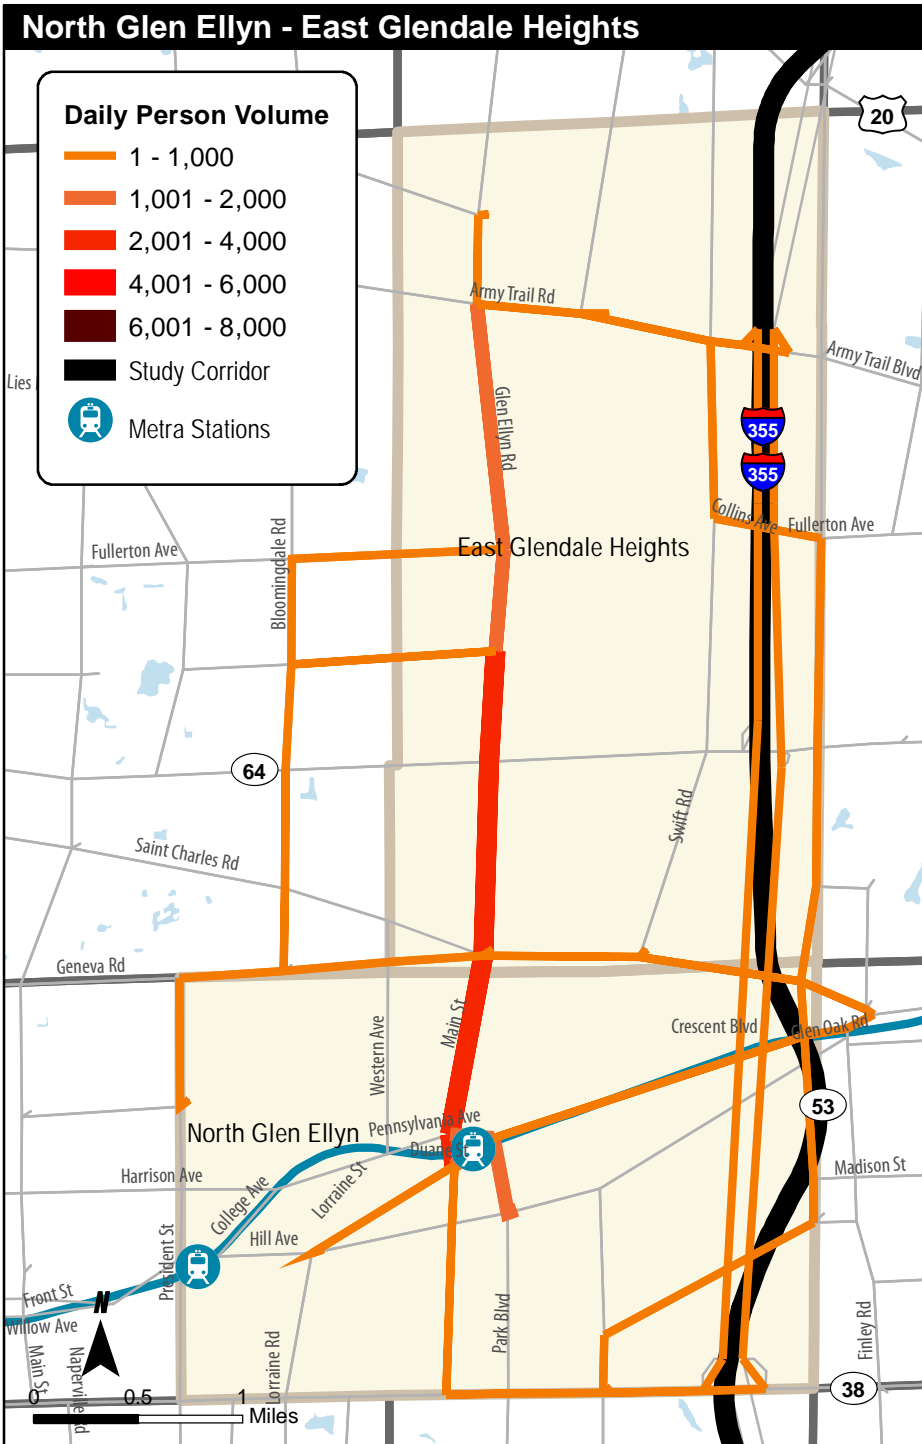 North Glen Ellyn - East Glendale Heights
Daily Person Volume
1 - 1,000
1,001 - 2,000
2,001 - 4,000
4,001 - 6,000
6,001 - 8,000
Study Corridor
Metra Stations
20
Army Trail Rd
Army Trail Blvd
Lies
Glen Ellyn Rd
355
355
Collins Ave
Fullerton Ave
Bloomingdale Rd
Fullerton Ave
East Glendale Heights
64
Swift Rd
Saint Charles Rd
Geneva Rd
Main St
Western Ave
Crescent Blvd
Glen Oak Rd
53
Pennsylvania Ave
North Glen Ellyn
Duane St
Harrison Ave
College Ave
Lorraine St
Madison St
President St
Hill Ave
Front St
N
Willow Ave
Main St
Naperville Rd
Lorraine Rd
Park Blvd
Finley Rd
38
0 0.5 1
Miles